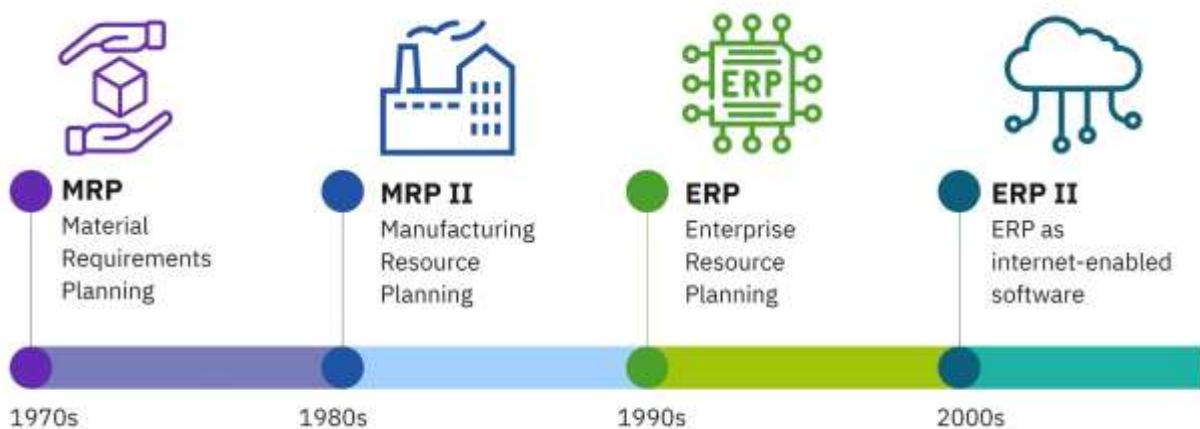 ERP
MRP
Material
Requirements
Planning
MRP II
Manufacturing
Resource
Planning
ERP
Enterprise
Resource
Planning
ERP II
ERP as
internet-enabled
software
1970s
1980s
1990s
2000s